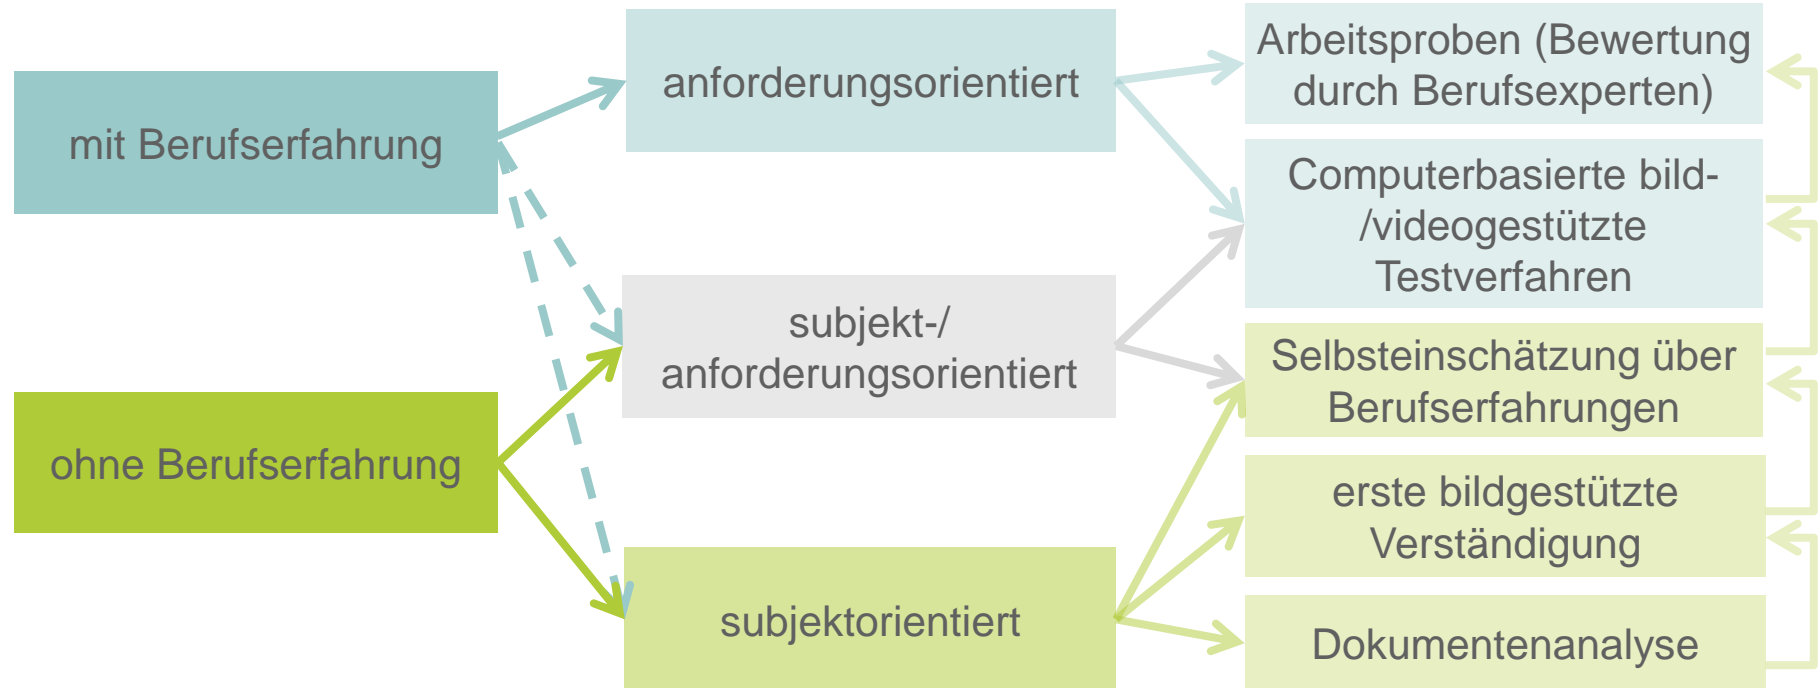 mit Berufserfahrung
ohne Berufserfahrung
anforderungsorientiert
subjekt-/
anforderungsorientiert
subjektorientiert
Arbeitsproben (Bewertung
durch Berufsexperten)
Computerbasierte bild-
/videogestützte
Testverfahren
Selbsteinschätzung über
Berufserfahrungen
erste bildgestützte
Verständigung
Dokumentenanalyse